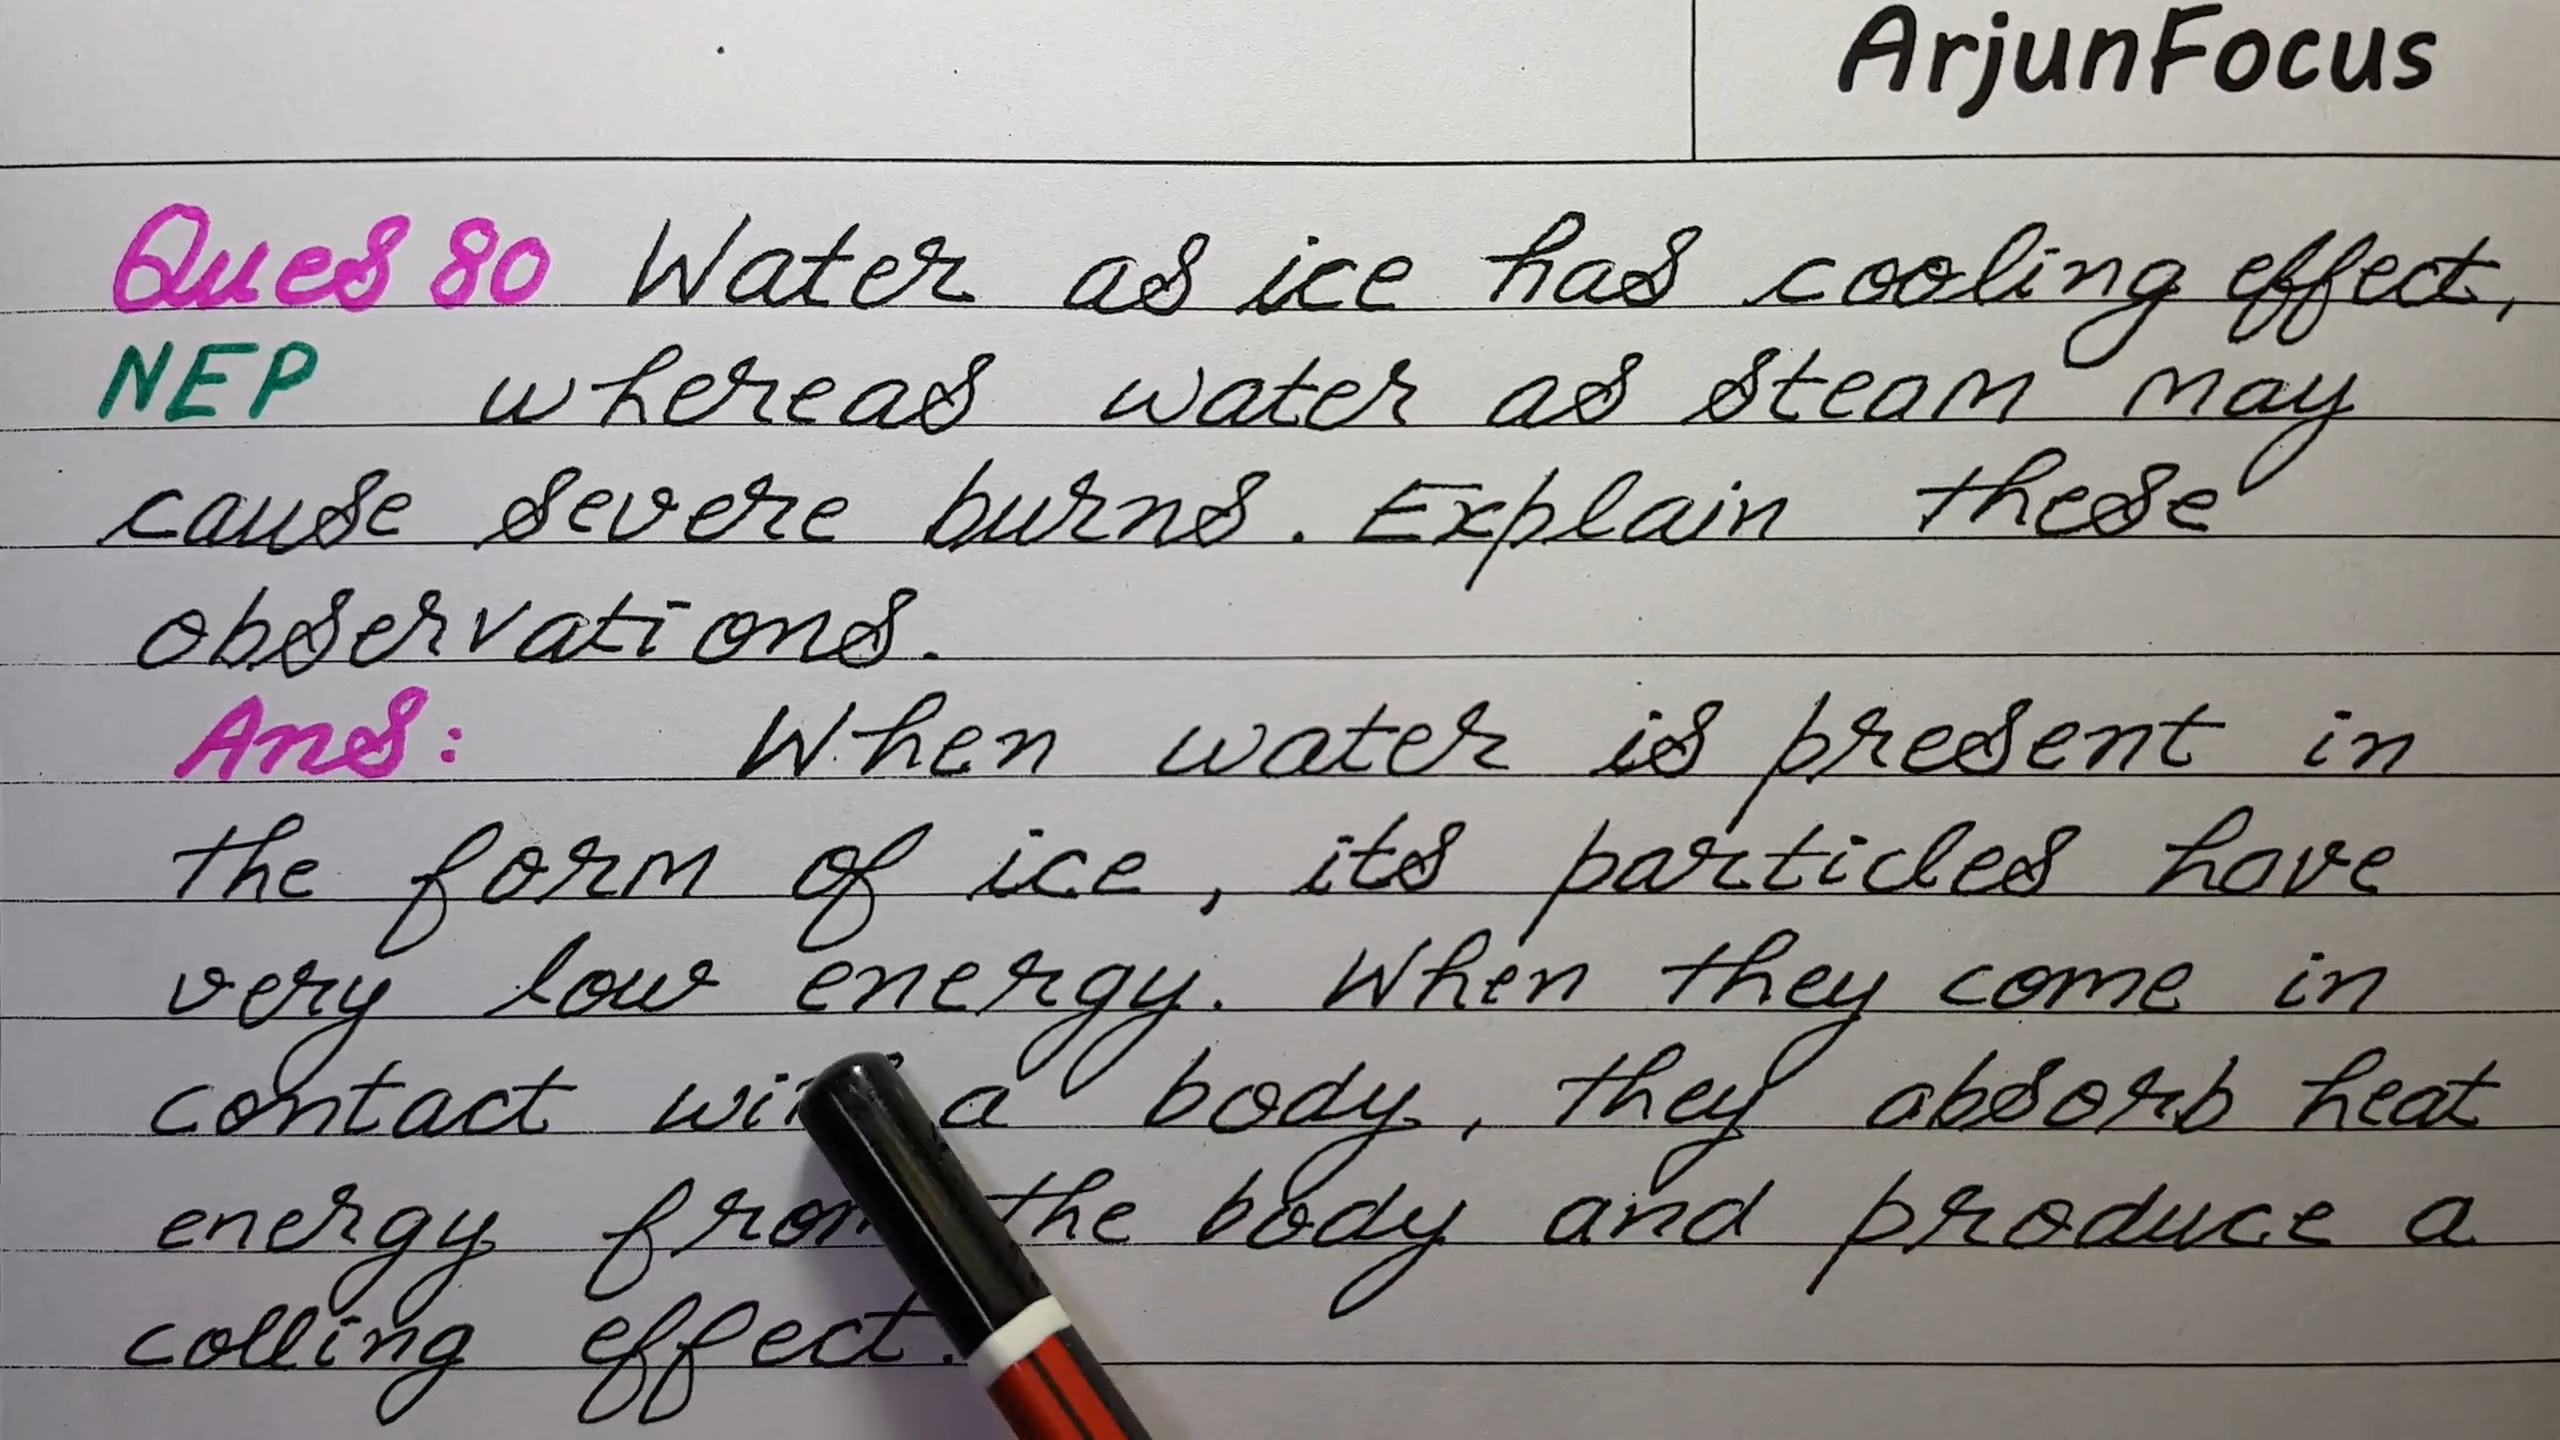 ArjunFocus
Ques 80 Water as ice has cooling effect,
NEP whereas water as steam may
cause severe burns. Explain these
observations.
Ans: When water is present in
the form of ice, its particles have
very low energy. When they come in
contact with a body, they absorb heat
energy from the body and produce a
colling effect.